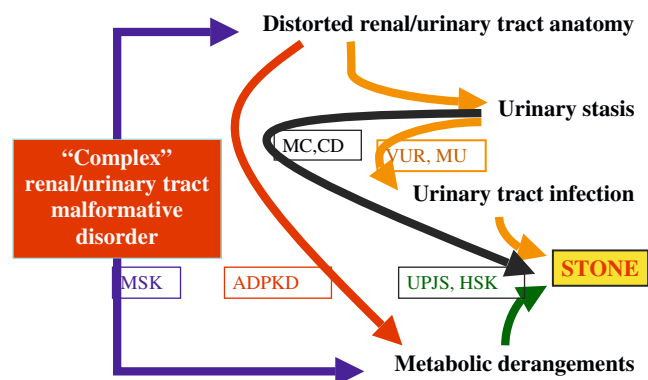 Distorted renal/urinary tract anatomy
Urinary stasis
MC,CD
VUR, MU
“Complex”
renal/urinary tract
malformative
disorder
Urinary tract infection
STONE
MSK
ADPKD
UPJS, HSK
Metabolic derangements